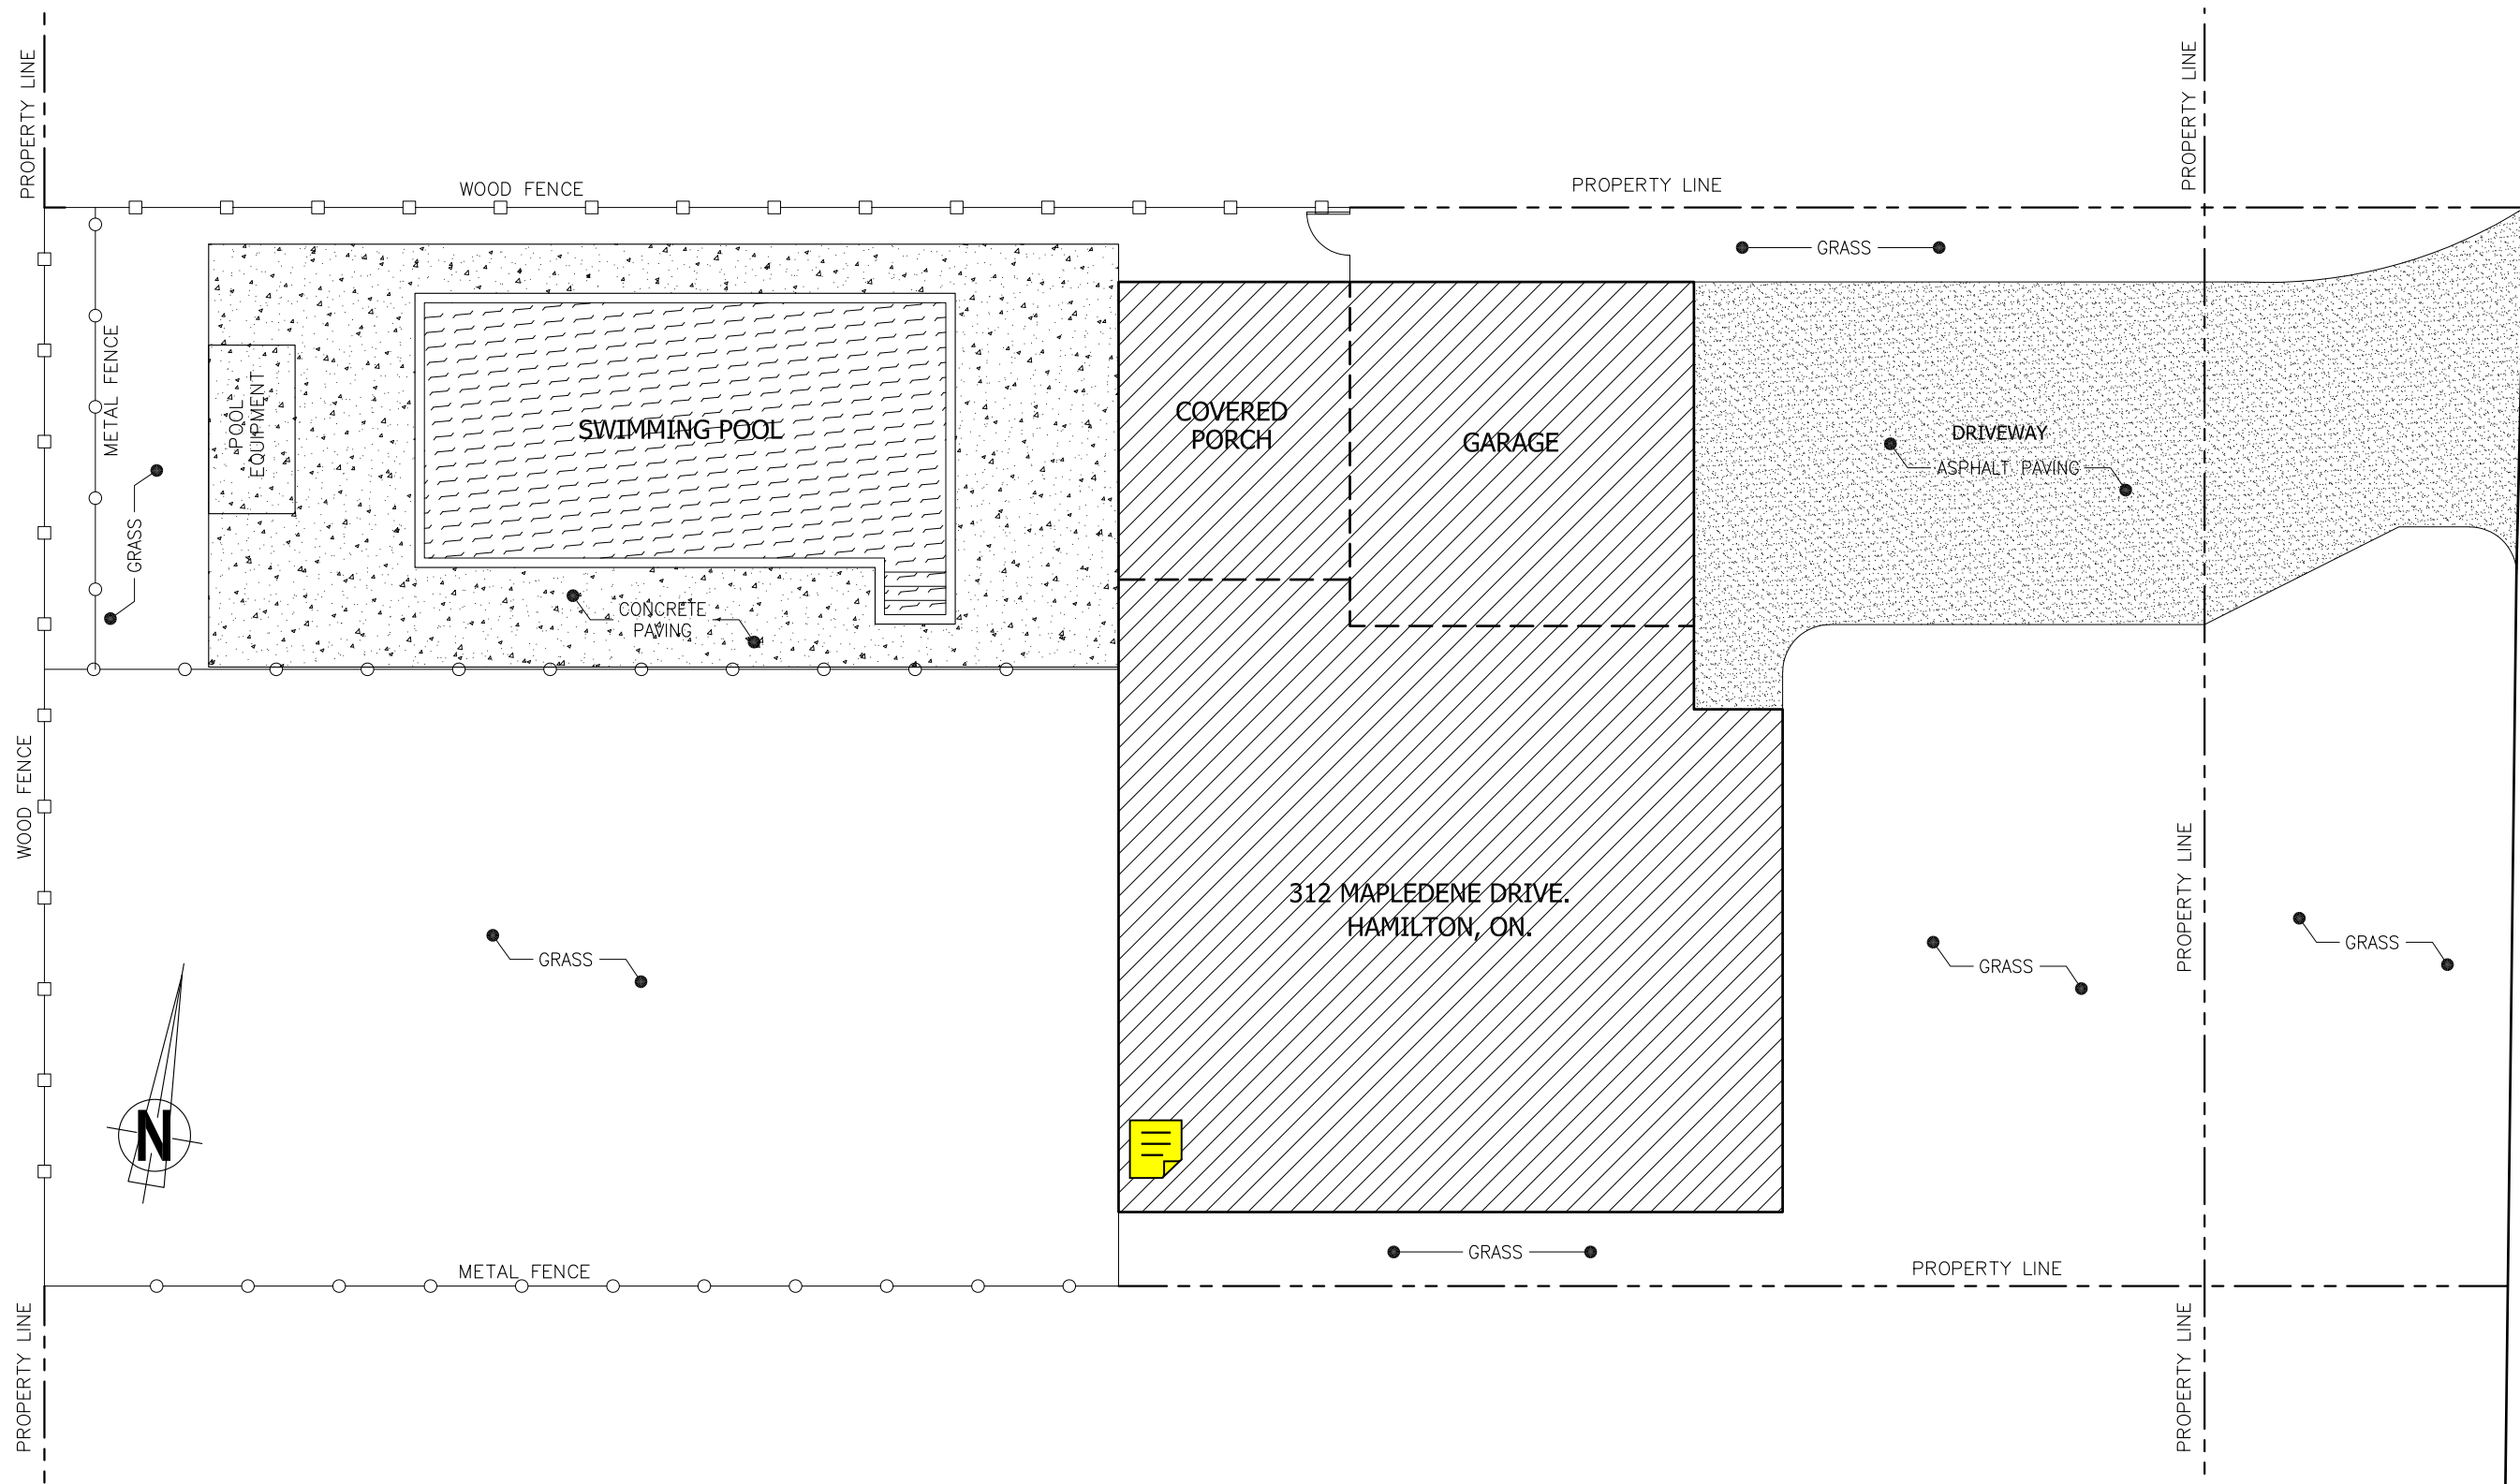 PROPERTY LINE
PROPERTY LINE
WOOD FENCE
PROPERTY LINE
GRASS
METAL FENCE
POOL
EQUIPMENT
SWIMMING POOL
COVERED
PORCH
GARAGE
DRIVEWAY
ASPHALT PAVING
GRASS
CONCRETE
PAVING
WOOD FENCE
312 MAPLEDENE DRIVE.
HAMILTON, ON.
PROPERTY LINE
GRASS
GRASS
GRASS
N
GRASS
METAL FENCE
PROPERTY LINE
PROPERTY LINE
PROPERTY LINE